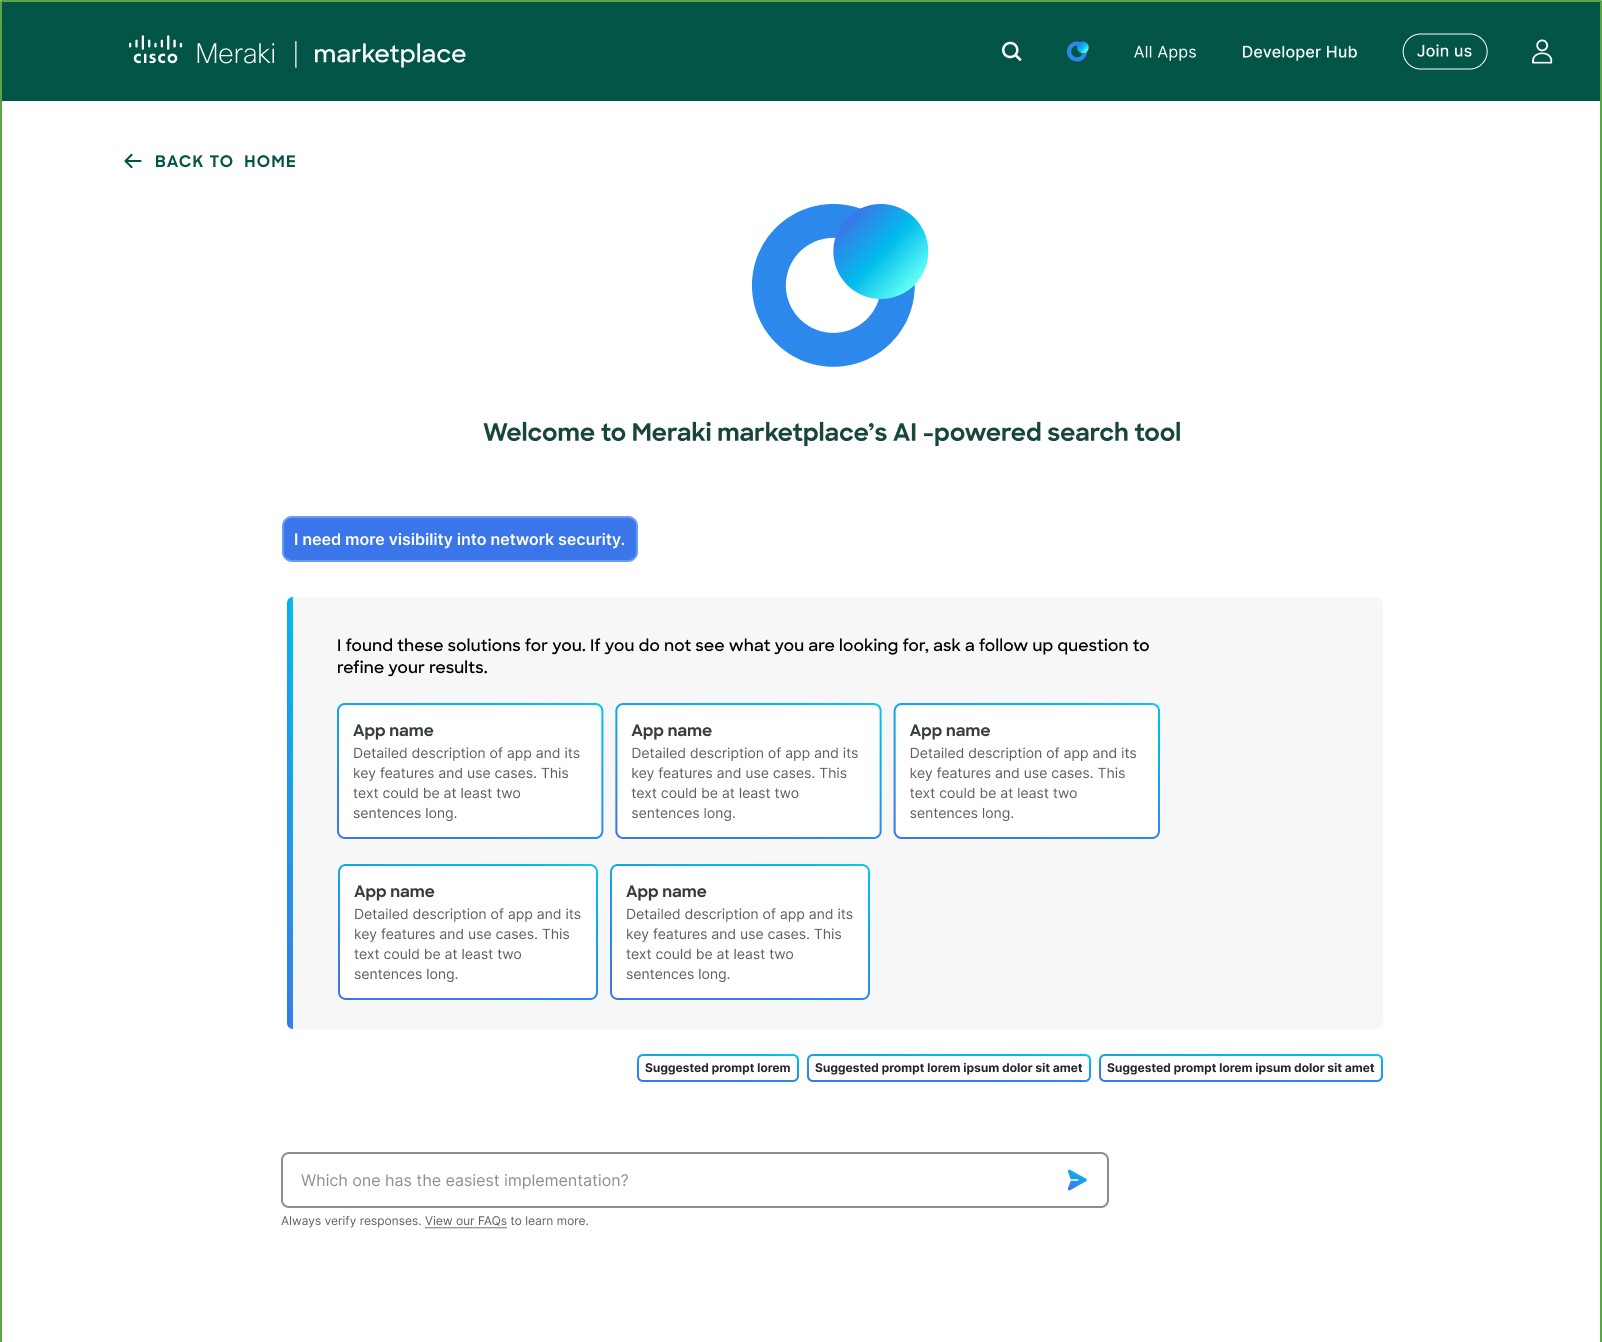 cisco Meraki | marketplace
All Apps
Developer Hub
Join us
BACK TO HOME
Welcome to Meraki marketplace’s AI -powered search tool
I need more visibility into network security.
I found these solutions for you. If you do not see what you are looking for, ask a follow up question to
refine your results.
App name
Detailed description of app and its
key features and use cases. This
text could be at least two
sentences long.
App name
Detailed description of app and its
key features and use cases. This
text could be at least two
sentences long.
App name
Detailed description of app and its
key features and use cases. This
text could be at least two
sentences long.
App name
Detailed description of app and its
key features and use cases. This
text could be at least two
sentences long.
App name
Detailed description of app and its
key features and use cases. This
text could be at least two
sentences long.
Suggested prompt lorem
Suggested prompt lorem ipsum dolor sit amet
Suggested prompt lorem ipsum dolor sit amet
Which one has the easiest implementation?
Always verify responses. View our FAQs to learn more.